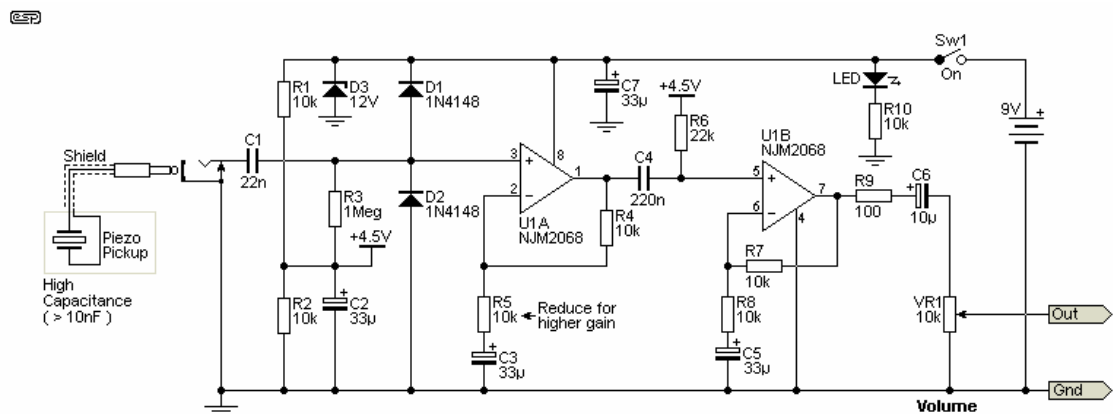 esp
Sw1
On
LED
R10
10k
9V
+
R1
10k
D3
12V
D1
1N4148
C7
33µ
+
+4.5V
R6
22k
U1B
NJM2068
Shield
C1
22n
3
+
8
2
−
1
U1A
NJM2068
C4
220n
5
+
6
−
7
4
R9
100
C6
10µ
+
R3
1Meg
D2
1N4148
R4
10k
R7
10k
Piezo
Pickup
+4.5V
High
Capacitance
( > 10nF )
R2
10k
C2
33µ
+
R5
10k
Reduce for
higher gain
R8
10k
VR1
10k
Out
C3
33µ
+
C5
33µ
+
Gnd
Volume